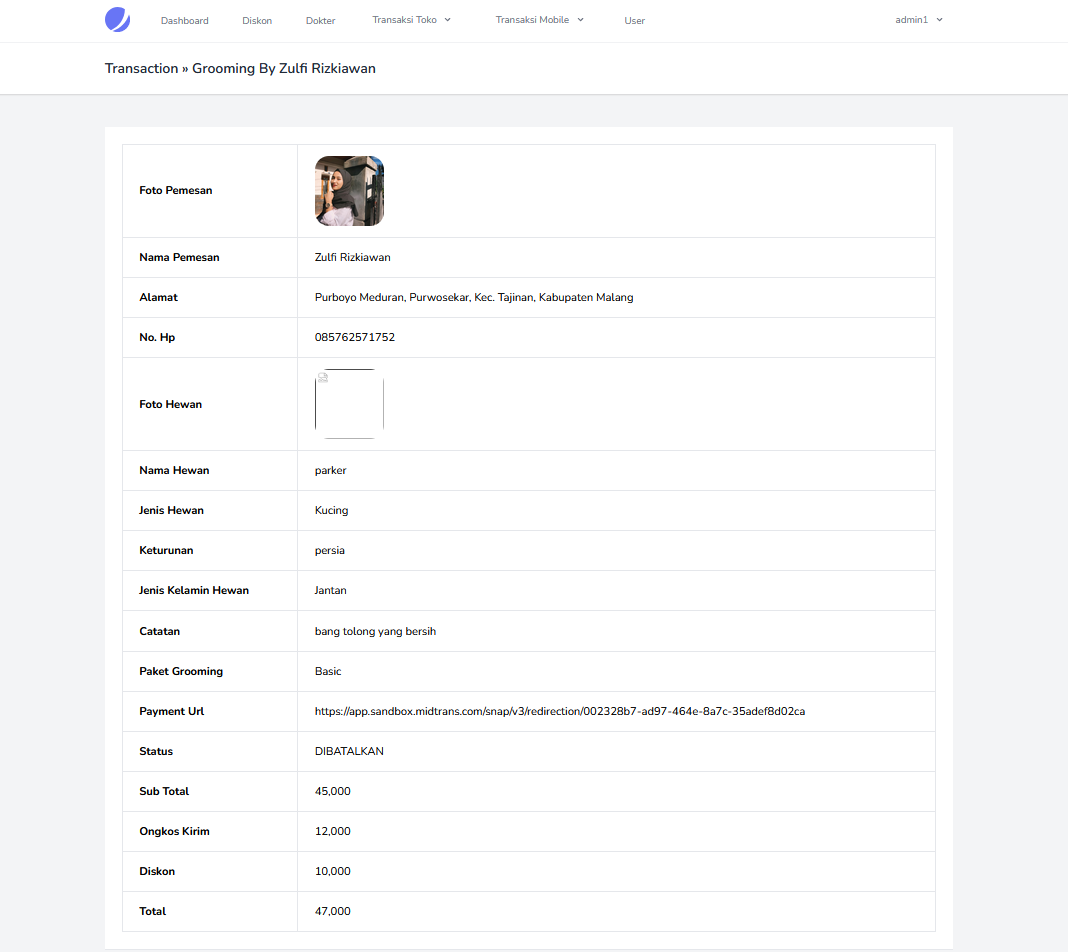 Dashboard Diskon Dokter Transaksi Toko Transaksi Mobile User admin1
Transaction » Grooming By Zulfi Rizkiawan
Foto Pemesan
Nama Pemesan Zulfi Rizkiawan
Alamat Purboyo Meduran, Purwosekar, Kec. Tajinan, Kabupaten Malang
No. Hp 085762571752
Foto Hewan
Nama Hewan parker
Jenis Hewan Kucing
Keturunan persia
Jenis Kelamin Hewan Jantan
Catatan bang tolong yang bersih
Paket Grooming Basic
Payment Url https://app.sandbox.midtrans.com/snap/v3/redirection/002328b7-ad97-464e-8a7c-35adef8d02ca
Status DIBATALKAN
Sub Total 45,000
Ongkos Kirim 12,000
Diskon 10,000
Total 47,000